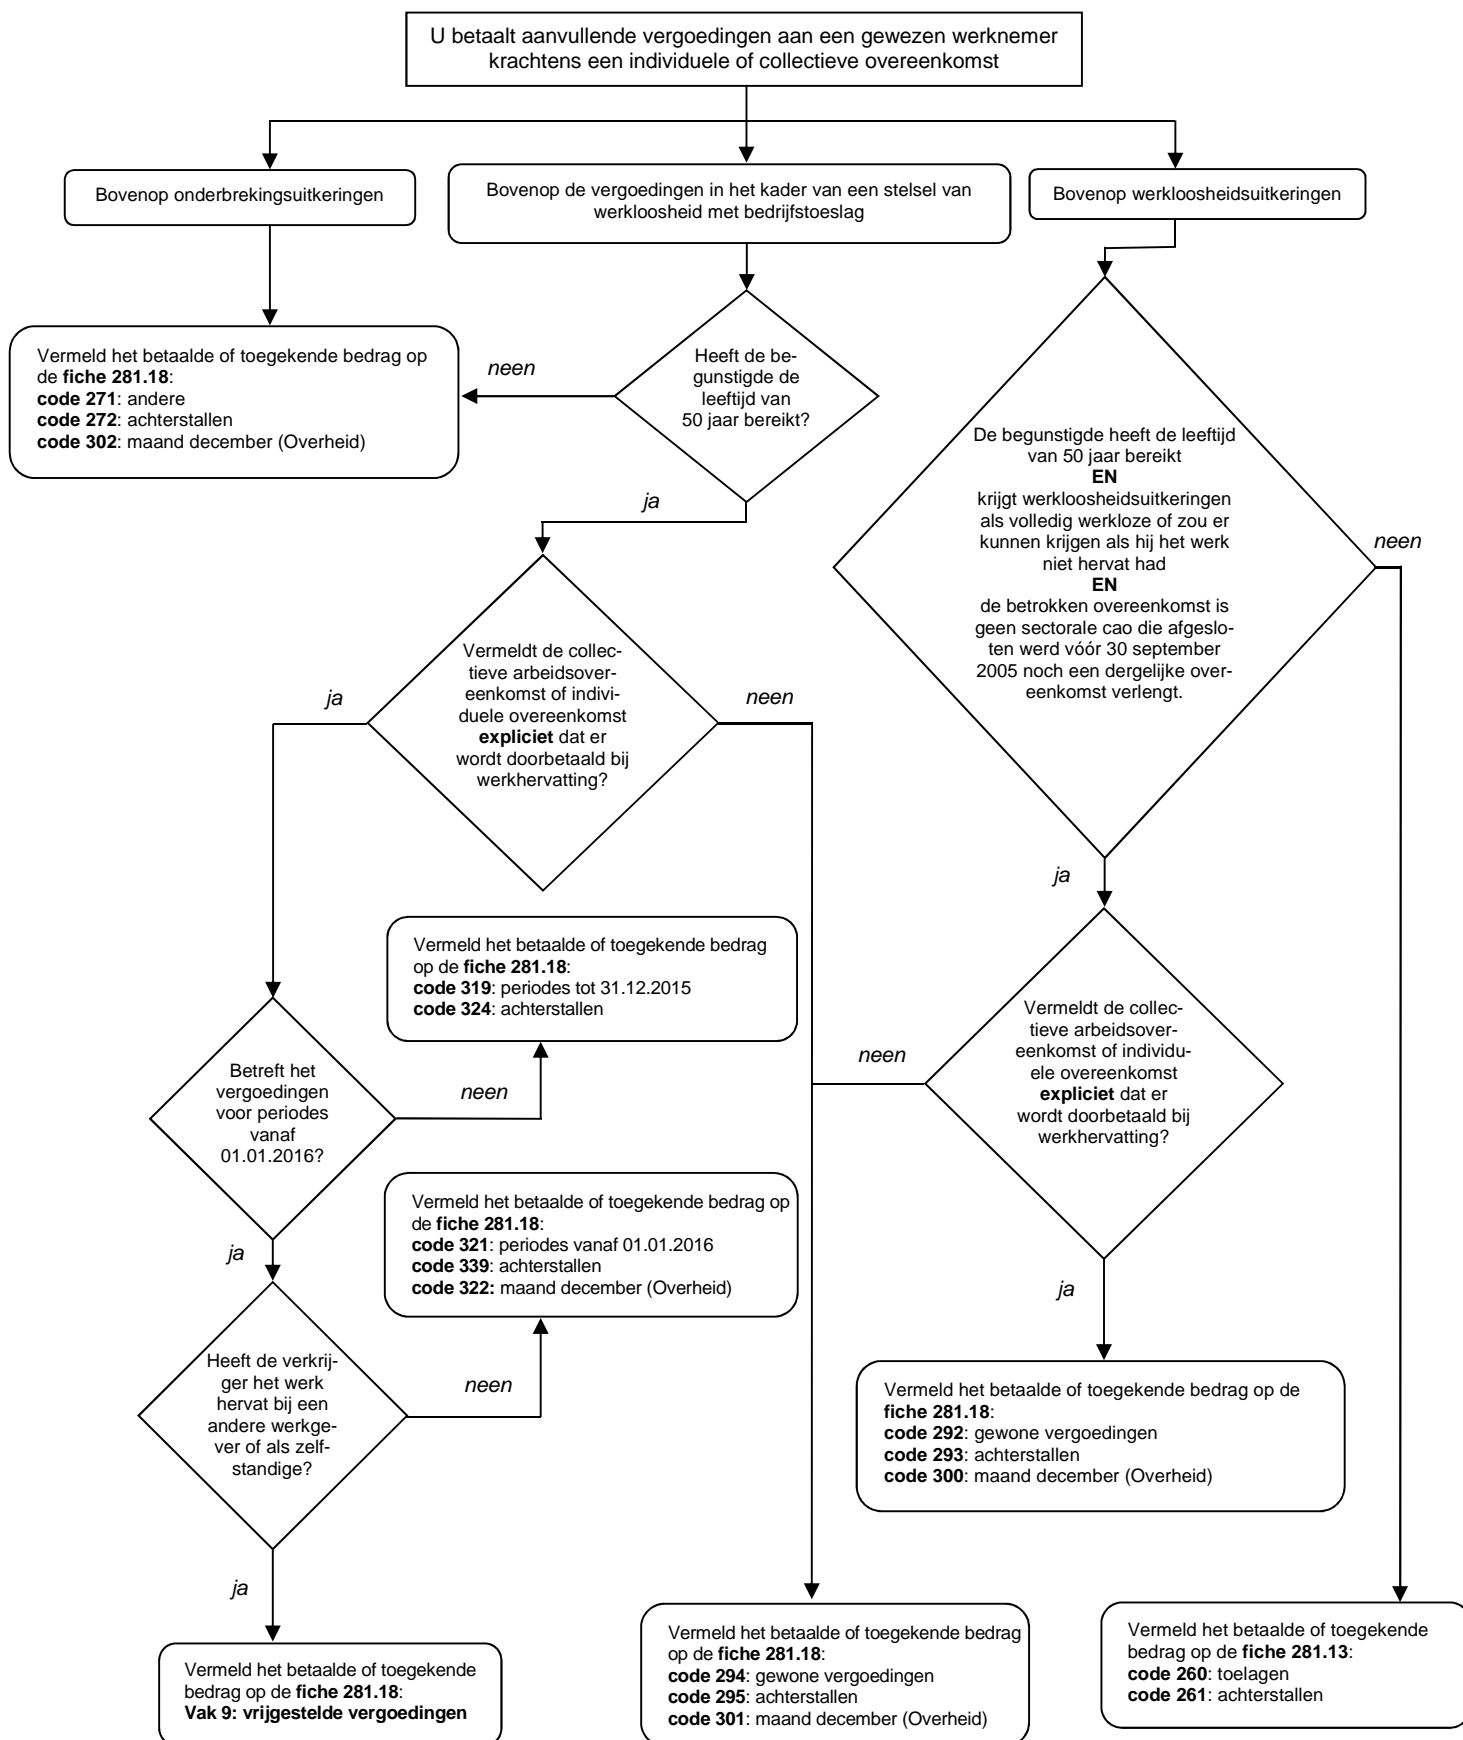 U betaalt aanvullende vergoedingen aan een gewezen werknemer
krachtens een individuele of collectieve overeenkomst
Bovenop onderbrekingsuitkeringen
Bovenop de vergoedingen in het kader van een stelsel van
werkloosheid met bedrijfstoeslag
Bovenop werkloosheidsuitkeringen
Vermeld het betaalde of toegekende bedrag op
de fiche 281.18:
code 271: andere
code 272: achterstallen
code 302: maand december (Overheid)
neen
Heeft de be-
gunstigde de
leeftijd van
50 jaar bereikt?
ja
De begunstigde heeft de leeftijd
van 50 jaar bereikt
EN
krijgt werkloosheidsuitkeringen
als volledig werkloze of zou er
kunnen krijgen als hij het werk
niet hervat had
EN
de betrokken overeenkomst is
geen sectorale cao die afgeslo-
ten werd vóór 30 september
2005 noch een dergelijke over-
eenkomst verlengt.
neen
ja
Vermeldt de collec-
tieve arbeidsover-
eenkomst of indivi-
duele overeenkomst
expliciet dat er
wordt doorbetaald bij
werkhervatting?
ja
neen
Vermeld het betaalde of toegekende bedrag
op de fiche 281.18:
code 319: periodes tot 31.12.2015
code 324: achterstallen
Betreft het
vergoedingen
voor periodes
vanaf
01.01.2016?
neen
ja
Vermeldt de collec-
tieve arbeidsover-
eenkomst of individu-
ele overeenkomst
expliciet dat er
wordt doorbetaald bij
werkhervatting?
neen
ja
Vermeld het betaalde of toegekende bedrag op
de fiche 281.18:
code 321: periodes vanaf 01.01.2016
code 339: achterstallen
code 322: maand december (Overheid)
Heeft de verkrij-
ger het werk
hervat bij een
andere werkge-
ver of als zelf-
standige?
neen
ja
Vermeld het betaalde of toegekende bedrag op de
fiche 281.18:
code 292: gewone vergoedingen
code 293: achterstallen
code 300: maand december (Overheid)
Vermeld het betaalde of toegekende
bedrag op de fiche 281.18:
Vak 9: vrijgestelde vergoedingen
Vermeld het betaalde of toegekende bedrag
op de fiche 281.18:
code 294: gewone vergoedingen
code 295: achterstallen
code 301: maand december (Overheid)
Vermeld het betaalde of toegekende
bedrag op de fiche 281.13:
code 260: toelagen
code 261: achterstallen